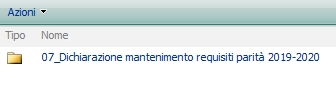 Azioni
Tipo Nome
07_Dichiarazione mantenimento requisiti parità 2019-2020